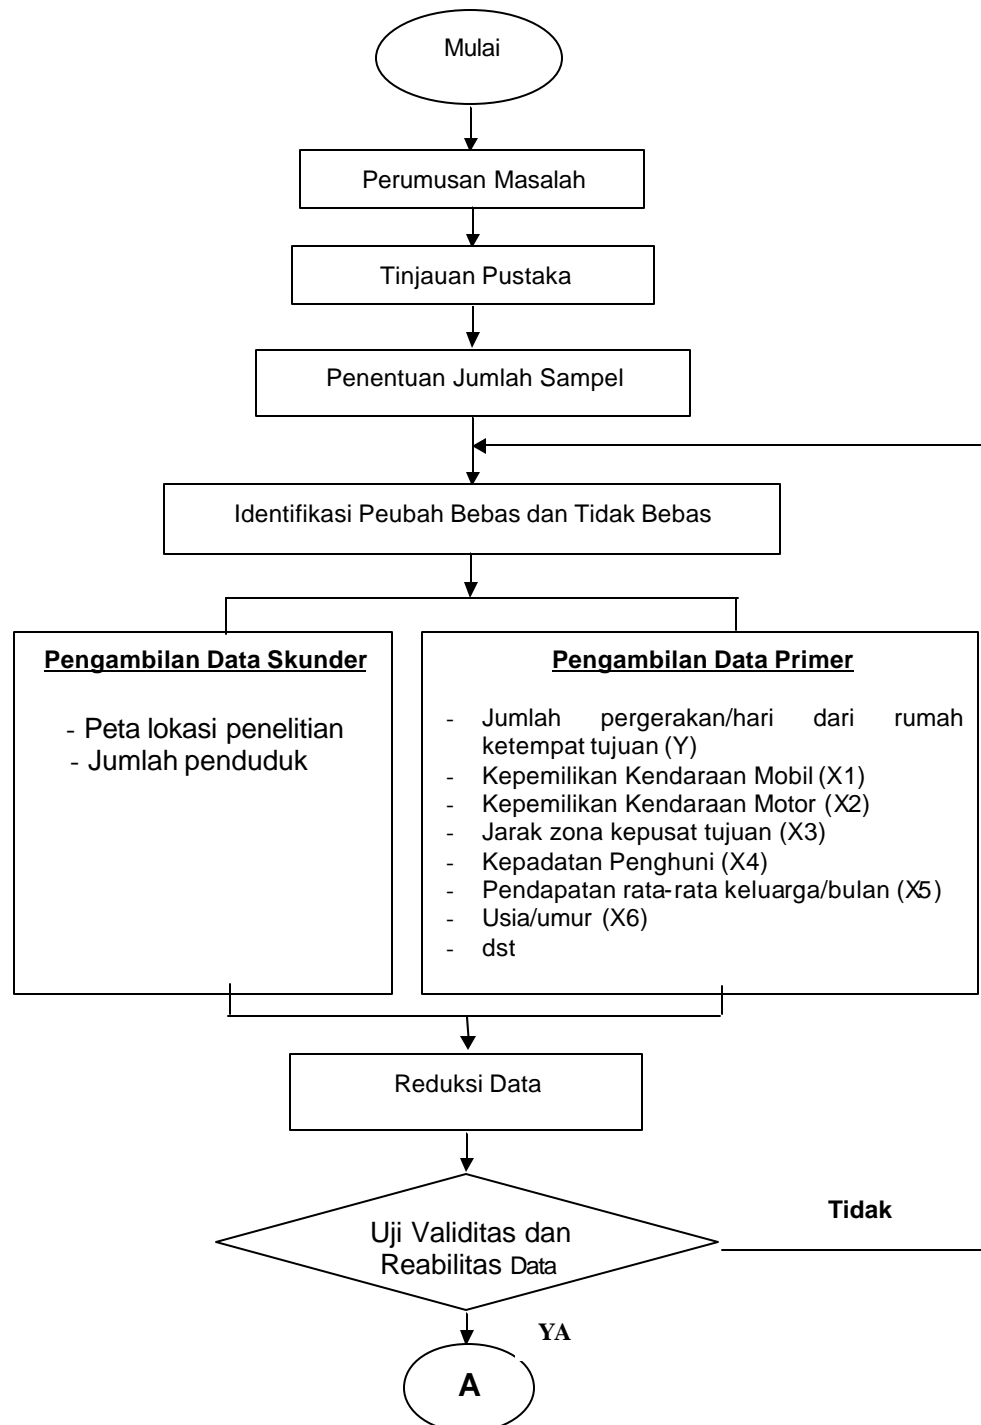 Mulai
Perumusan Masalah
Tinjauan Pustaka
Penentuan Jumlah Sampel
Identifikasi Peubah Bebas dan Tidak Bebas
Pengambilan Data Skunder
- Peta lokasi penelitian
- Jumlah penduduk
Pengambilan Data Primer
- Jumlah pergerakan/hari dari rumah
ketempat tujuan (Y)
- Kepemilikan Kendaraan Mobil (X1)
- Kepemilikan Kendaraan Motor (X2)
- Jarak zona kepusat tujuan (X3)
- Kepadatan Penghuni (X4)
- Pendapatan rata-rata keluarga/bulan (X5)
- Usia/umur (X6)
- dst
Reduksi Data
Uji Validitas dan
Reabilitas Data
Tidak
YA
A